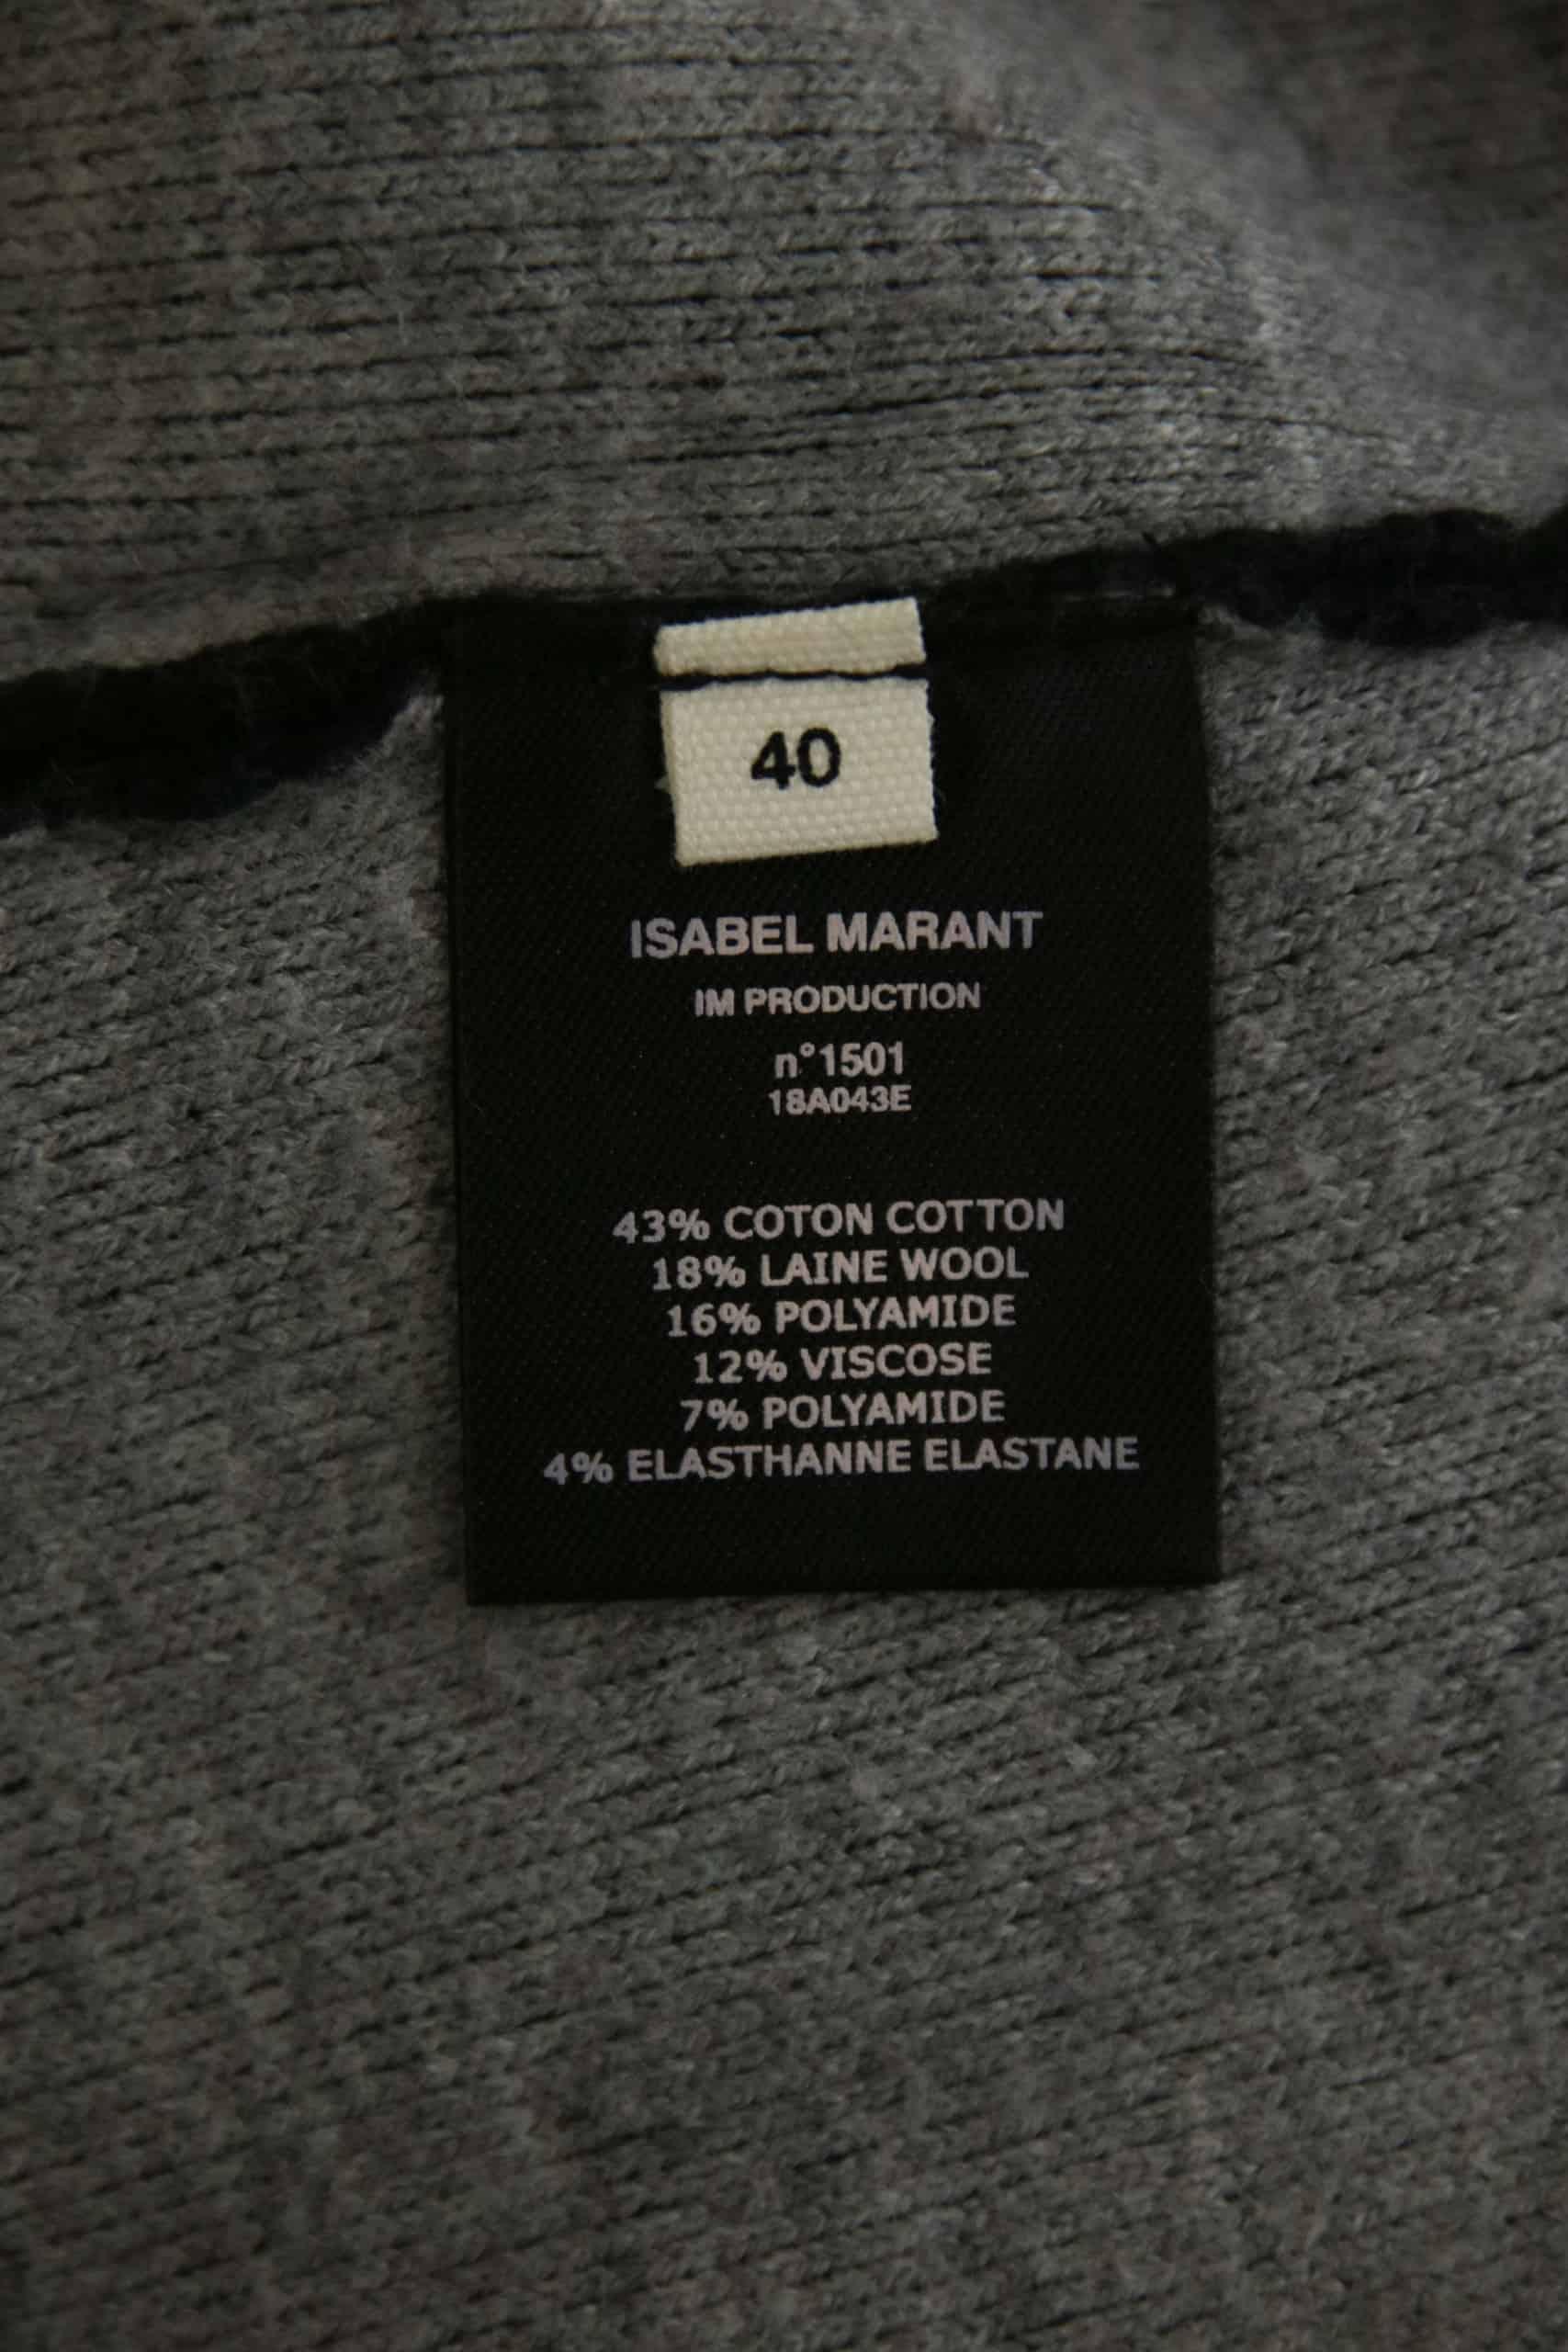 40
ISABEL MARANT
IM PRODUCTION
n°1501
18A043E
43% COTON COTTON
18% LAINE WOOL
16% POLYAMIDE
12% VISCOSE
7% POLYAMIDE
4% ELASTHANNE ELASTANE